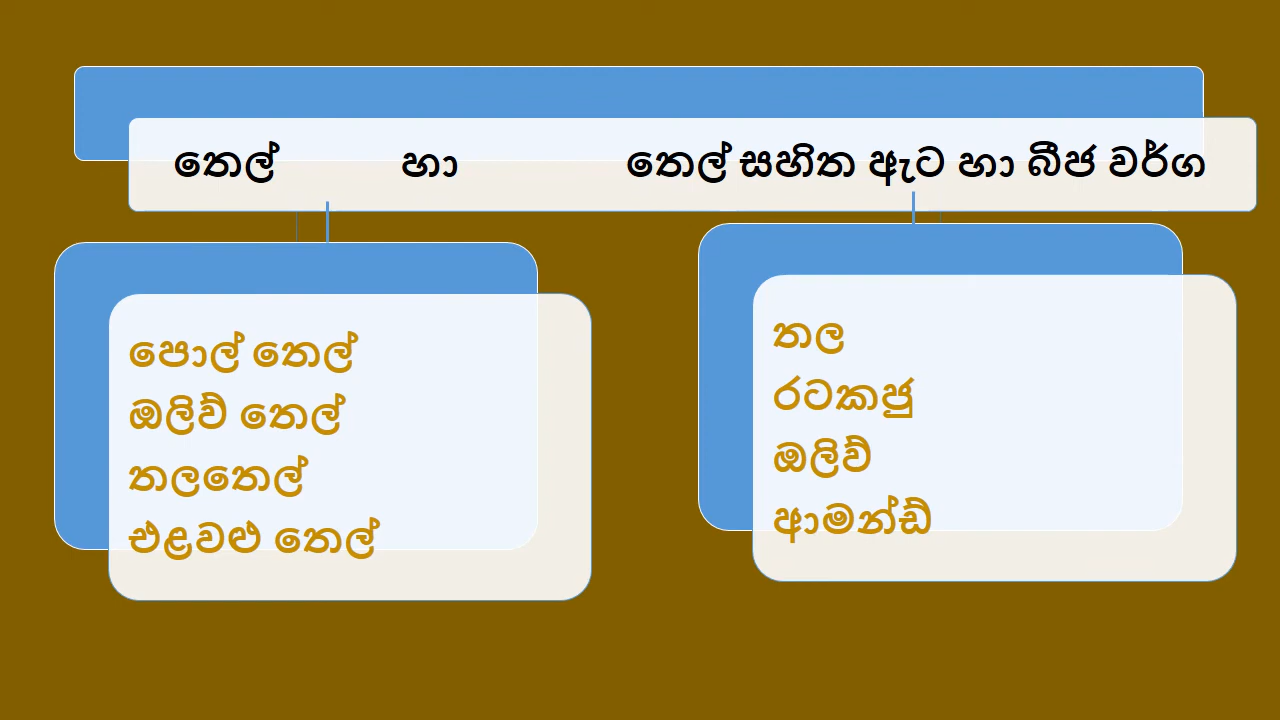 තෙල් හා තෙල් සහිත ඇට හා බීජ වර්ග
පොල් තෙල්
ඔලිව් තෙල්
තලතෙල්
එළවළු තෙල්
තල
රටකජු
ඔලිව්
ආමන්ඩ්